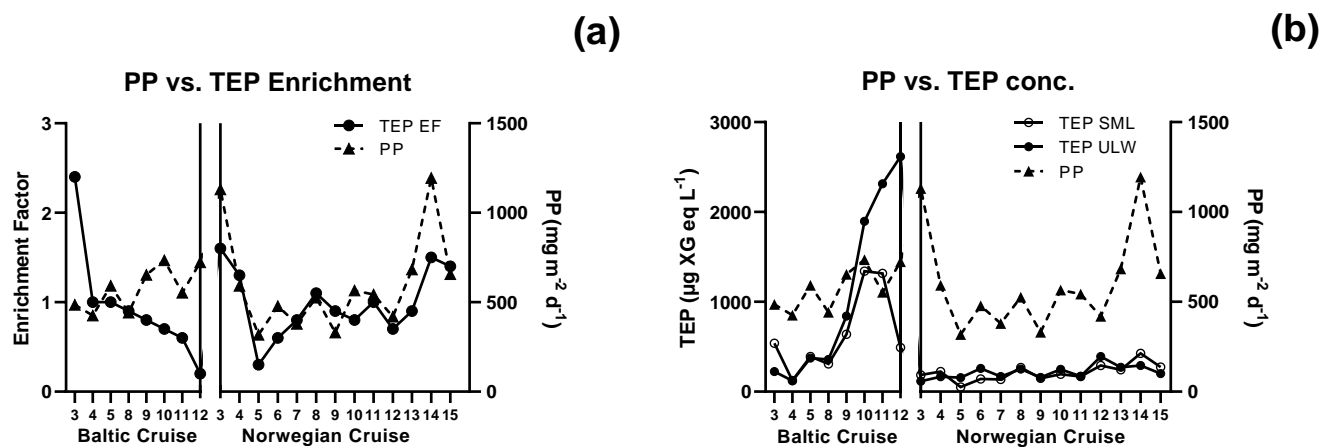 (a)
PP vs. TEP Enrichment
TEP EF
PP
Enrichment Factor
3
2
1
0
1500
1000
500
0
PP (mg m⁻² d⁻¹)
3 4 5 8 9 10 11 12
3 4 5 6 7 8 9 10 11 12 13 14 15
Baltic Cruise
Norwegian Cruise
(b)
PP vs. TEP conc.
TEP SML
TEP ULW
PP
TEP (µg XG eq L⁻¹)
3000
2000
1000
0
1500
1000
500
0
PP (mg m⁻² d⁻¹)
3 4 5 8 9 10 11 12
3 4 5 6 7 8 9 10 11 12 13 14 15
Baltic Cruise
Norwegian Cruise